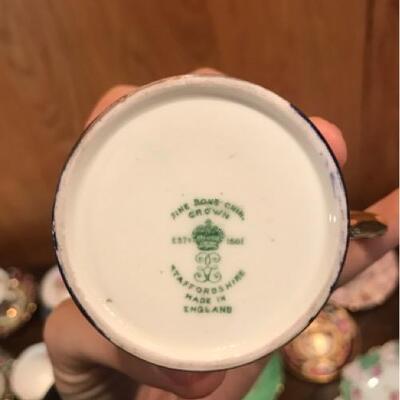 FINE BONE CHINA
CROWN
ESTD 1801
STAFFORDSHIRE
MADE IN
ENGLAND